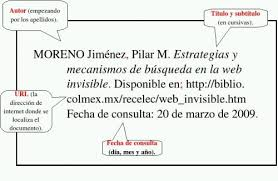 Autor (empezando
por los apellidos).
Título y subtítulo
(en cursivas).
MORENO Jiménez, Pilar M. Estrategias y
mecanismos de búsqueda en la web
invisible. Disponible en; http://biblio.
colmex.mx/recelec/web_invisible.htm
Fecha de consulta: 20 de marzo de 2009.
URL (la
dirección de
internet donde se
localiza el
documento).
Fecha de consulta
(día, mes y año).